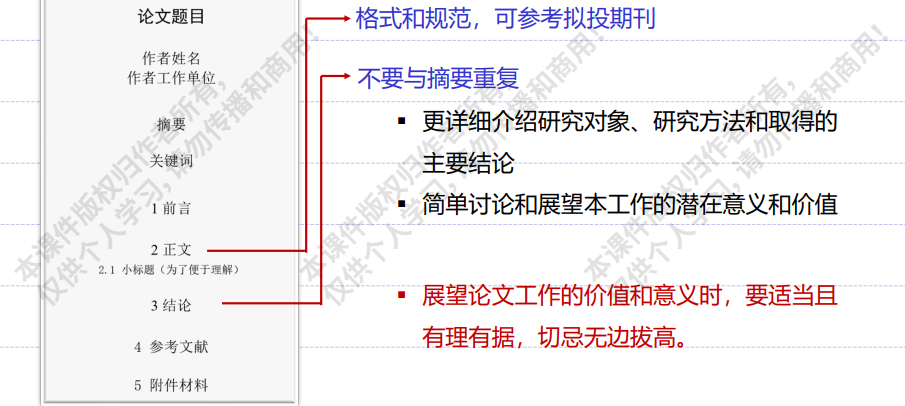 论文题目
作者姓名
作者工作单位
摘要
关键词
1 前言
2 正文
2.1 小标题（为了便于理解）
3 结论
4 参考文献
5 附件材料
格式和规范，可参考拟投期刊
不要与摘要重复
▪ 更详细介绍研究对象、研究方法和取得的
主要结论
▪ 简单讨论和展望本工作的潜在意义和价值
▪ 展望论文工作的价值和意义时，要适当且
有理有据，切忌无边拔高。
本课件版权归作者所有，
仅供个人学习，请勿传播和商用！
本课件版权归作者所有，
仅供个人学习，请勿传播和商用！
本课件版权归作者所有，
仅供个人学习，请勿传播和商用！